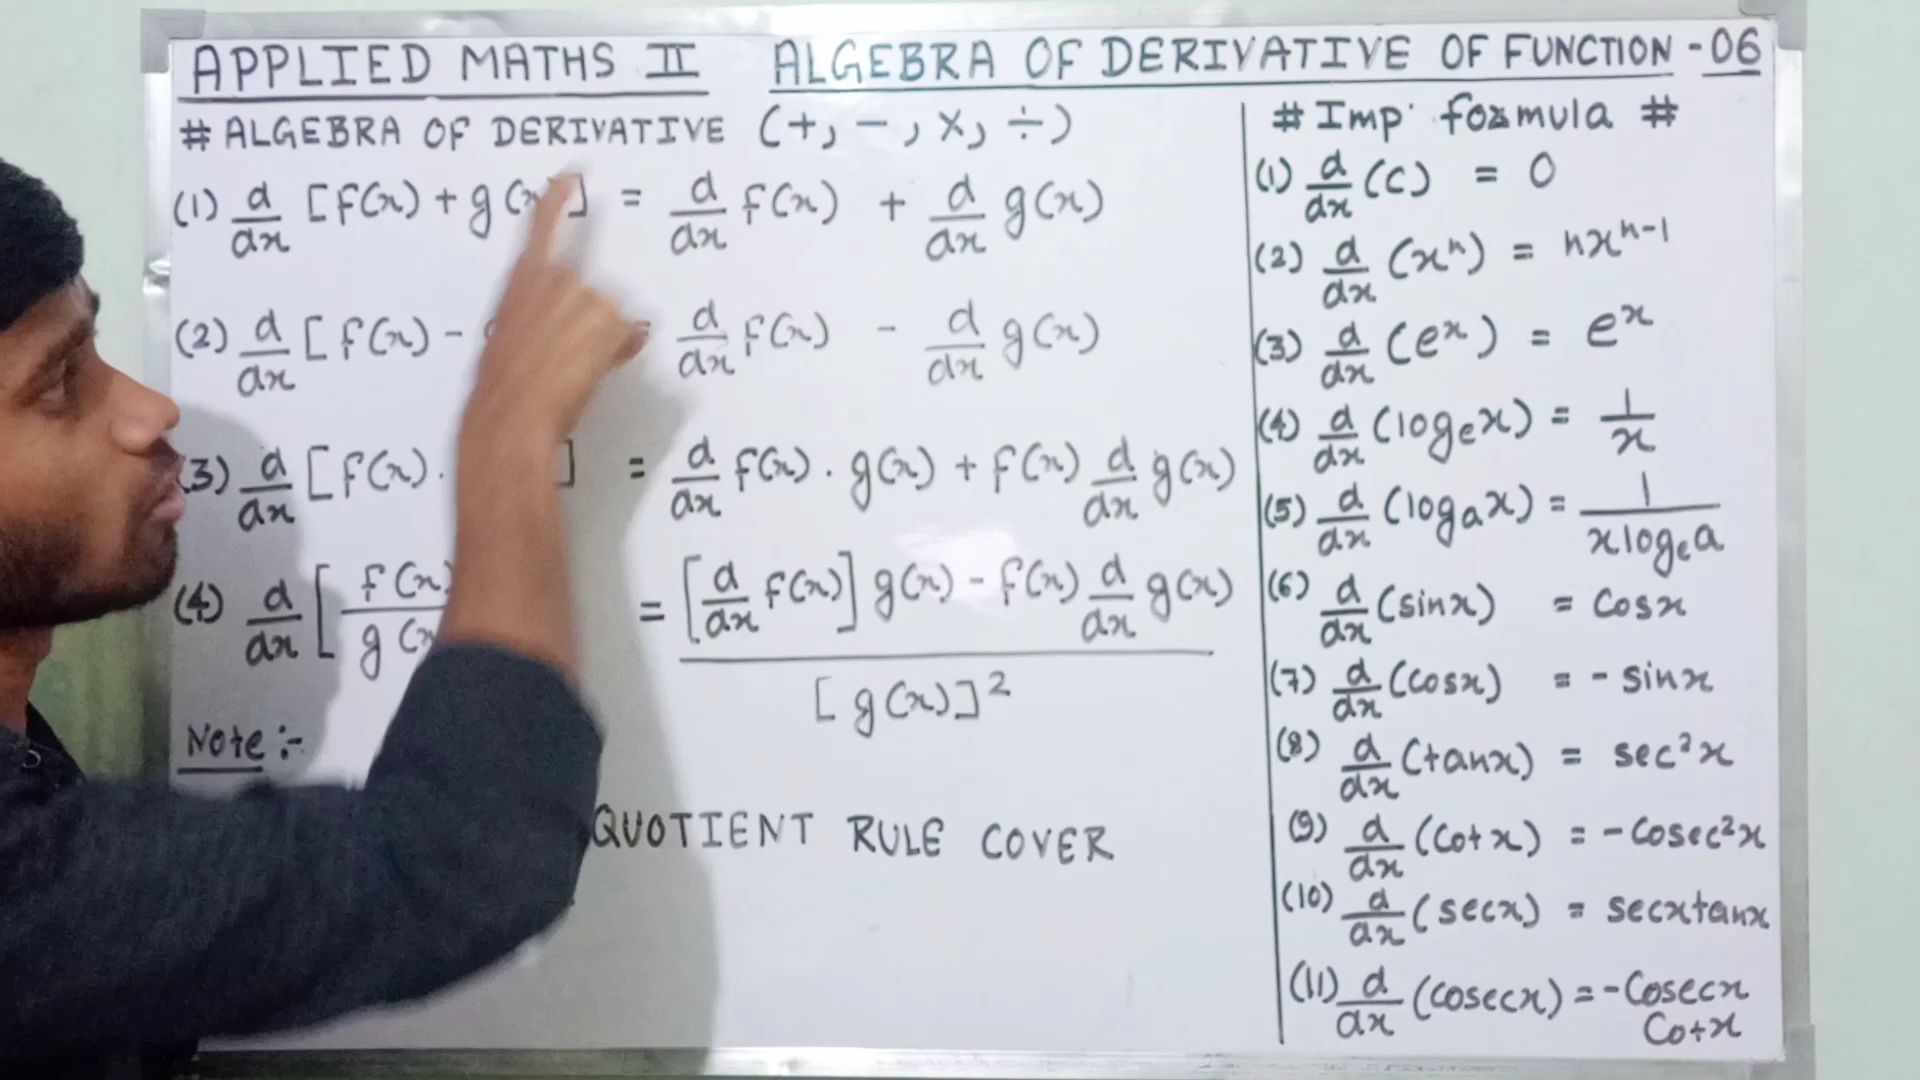 APPLIED MATHS II ALGEBRA OF DERIVATIVE OF FUNCTION - 06
# ALGEBRA OF DERIVATIVE (+, -, ×, ÷)
(1) d/dx [f(x) + g(x)] = d/dx f(x) + d/dx g(x)
(2) d/dx [f(x) - = d/dx f(x) - d/dx g(x)
(3) d/dx [f(x) . ] = d/dx f(x) . g(x) + f(x) d/dx g(x)
(4) d/dx [f(x)/g(x) = [d/dx f(x)] g(x) - f(x) d/dx g(x) / [g(x)]²
Note :-
QUOTIENT RULE COVER
# Imp. formula #
(1) d/dx (c) = 0
(2) d/dx (xⁿ) = nxⁿ⁻¹
(3) d/dx (eˣ) = eˣ
(4) d/dx (logₑx) = 1/x
(5) d/dx (logₐx) = 1/xlogₑa
(6) d/dx (sinx) = cosx
(7) d/dx (cosx) = - sinx
(8) d/dx (tanx) = sec²x
(9) d/dx (cotx) = - cosec²x
(10) d/dx (secx) = secxtanx
(11) d/dx (cosecx) = - cosecx
cotx